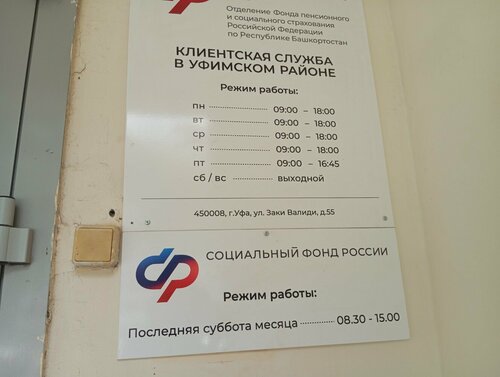 Отделение Фонда пенсионного
и социального страхования
Российской Федерации
по Республике Башкортостан
КЛИЕНТСКАЯ СЛУЖБА
В УФИМСКОМ РАЙОНЕ
Режим работы:
пн 09:00 – 18:00
вт 09:00 – 18:00
ср 09:00 – 18:00
чт 09:00 – 18:00
пт 09:00 – 16:45
сб / вс выходной
450008, г.Уфа, ул. Заки Валиди, д.55
СОЦИАЛЬНЫЙ ФОНД РОССИИ
Режим работы:
Последняя суббота месяца 08.30 - 15.00